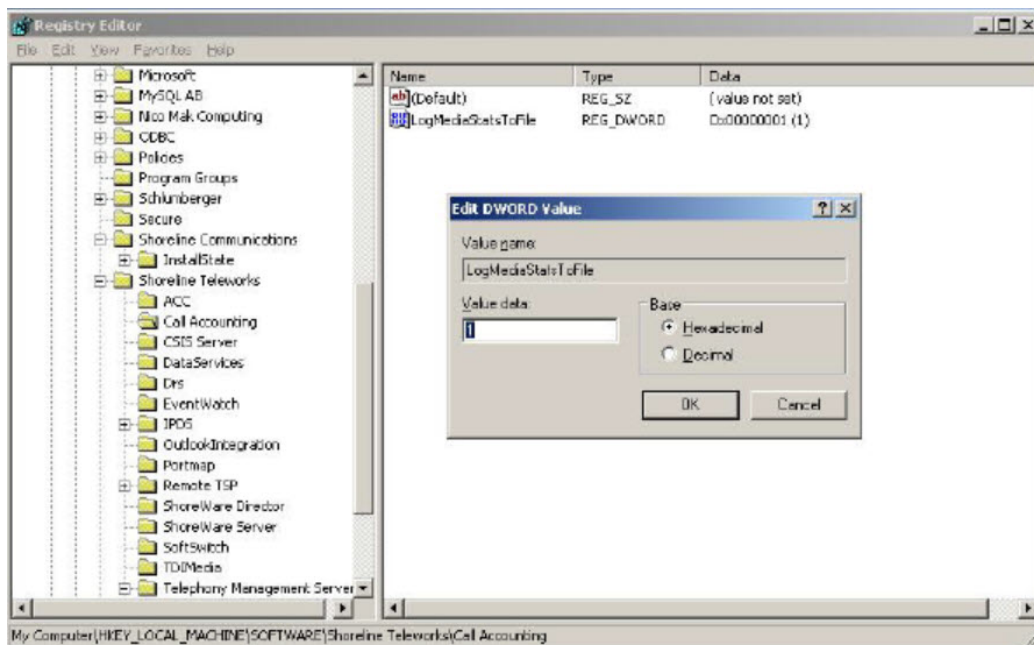 Registry Editor
File Edit View Favorites Help
Microsoft
MySQL AB
Nico Mak Computing
ODBC
Policies
Program Groups
Schlumberger
Secure
Shoreline Communications
InstallState
Shoreline Teleworks
ACC
Call Accounting
CSIS Server
DataServices
Drs
EventWatch
IPDS
OutlookIntegration
Portmap
Remote TSP
ShoreWare Director
ShoreWare Server
SoftSwitch
TDIMedia
Telephony Management Server
Name Type Data
ab (Default) REG_SZ (value not set)
LogMediaStatsToFile REG_DWORD 0x00000001 (1)
Edit DWORD Value
Value name:
LogMediaStatsToFile
Value data:
1
Base
Hexadecimal
Decimal
OK Cancel
My Computer\HKEY_LOCAL_MACHINE\SOFTWARE\Shoreline Teleworks\Call Accounting